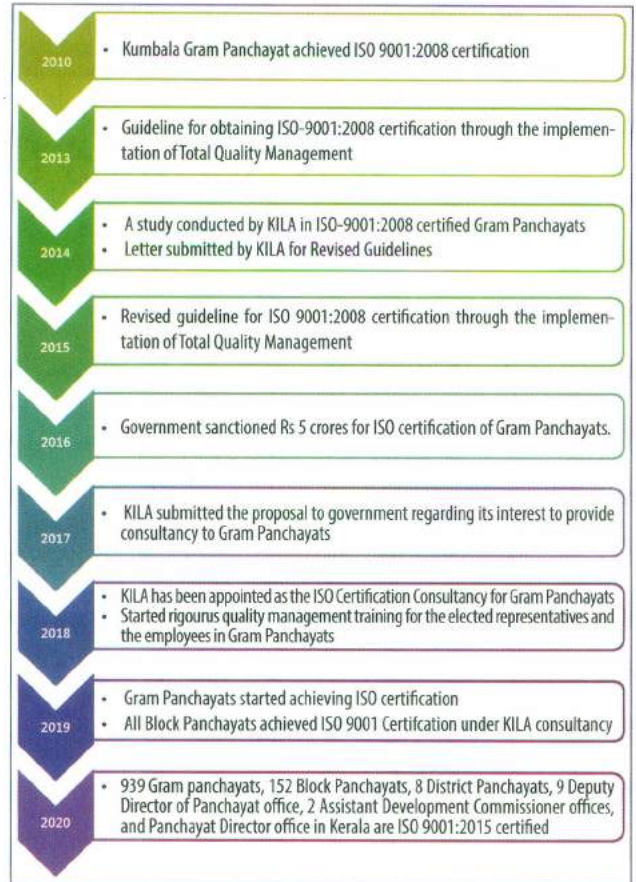 2010
• Kumbala Gram Panchayat achieved ISO 9001:2008 certification
2013
• Guideline for obtaining ISO-9001:2008 certification through the implemen-
tation of Total Quality Management
2014
• A study conducted by KILA in ISO-9001:2008 certified Gram Panchayats
• Letter submitted by KILA for Revised Guidelines
2015
• Revised guideline for ISO 9001:2008 certification through the implemen-
tation of Total Quality Management
2016
• Government sanctioned Rs 5 crores for ISO certification of Gram Panchayats.
2017
• KILA submitted the proposal to government regarding its interest to provide
consultancy to Gram Panchayats
2018
• KILA has been appointed as the ISO Certification Consultancy for Gram Panchayats
• Started rigourus quality management training for the elected representatives and
the employees in Gram Panchayats
2019
• Gram Panchayats started achieving ISO certification
• All Block Panchayats achieved ISO 9001 Certifcation under KILA consultancy
2020
• 939 Gram panchayats, 152 Block Panchayats, 8 District Panchayats, 9 Deputy
Director of Panchayat office, 2 Assistant Development Commissioner offices,
and Panchayat Director office in Kerala are ISO 9001:2015 certified